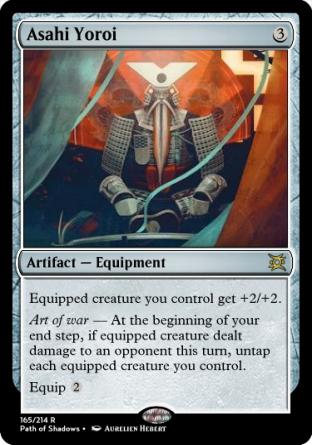 Asahi Yoroi 3
Artifact — Equipment
Equipped creature you control get +2/+2.
Art of war — At the beginning of your
end step, if equipped creature dealt
damage to an opponent this turn, untap
each equipped creature you control.
Equip 2
165/214 R
Path of Shadows • Aurelien Hebert